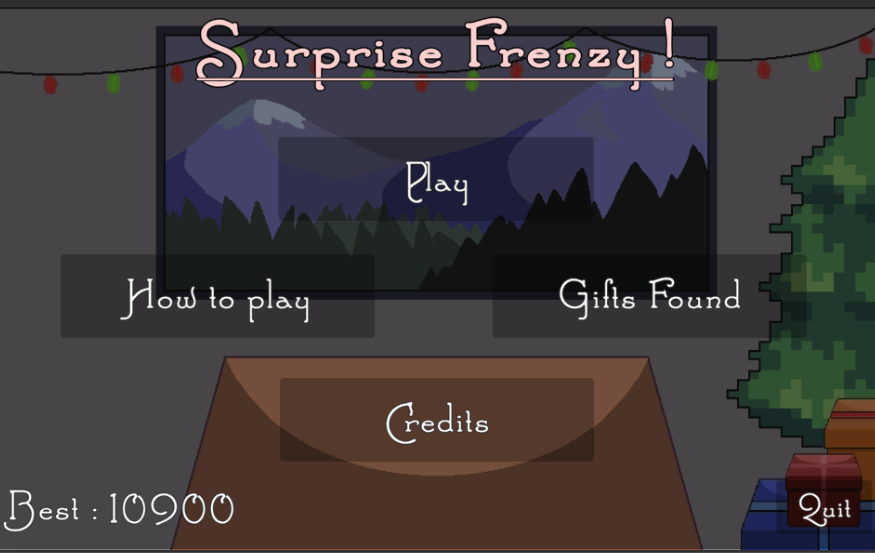 Surprise Frenzy !
Play
How to play
Gifts Found
Credits
Best : 10900
Quit